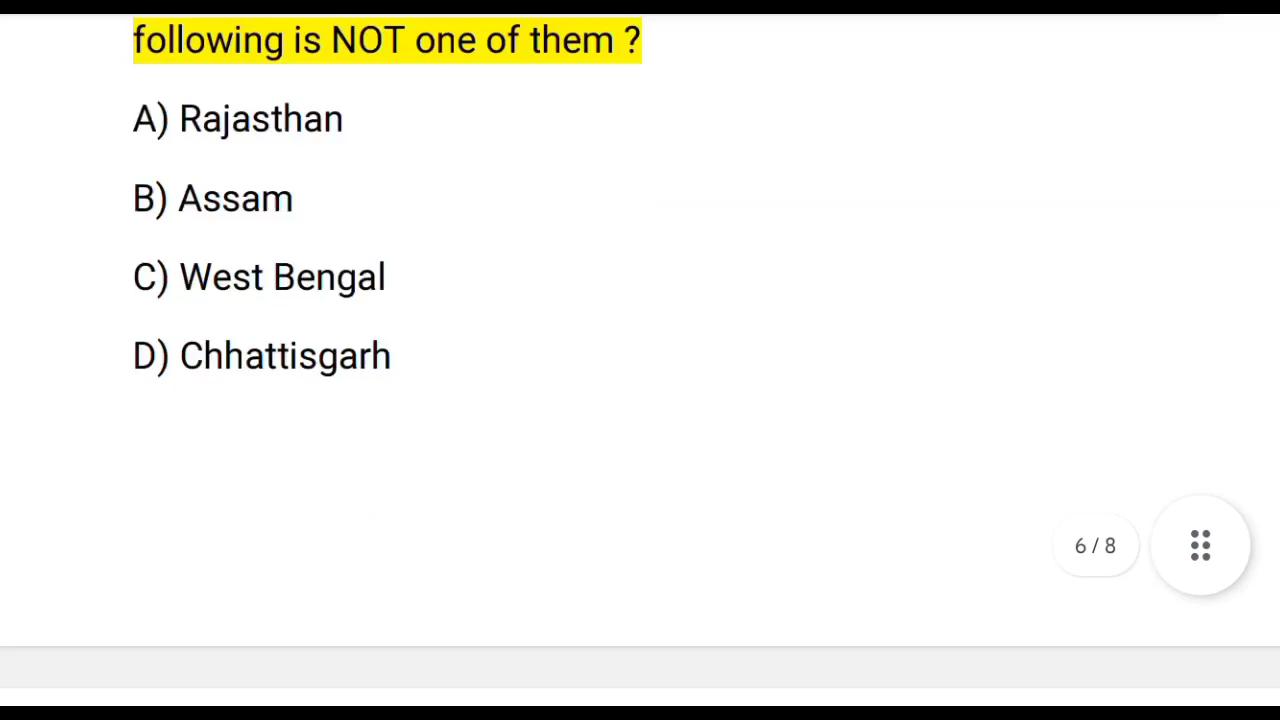 following is NOT one of them ?
A) Rajasthan
B) Assam
C) West Bengal
D) Chhattisgarh
6 / 8